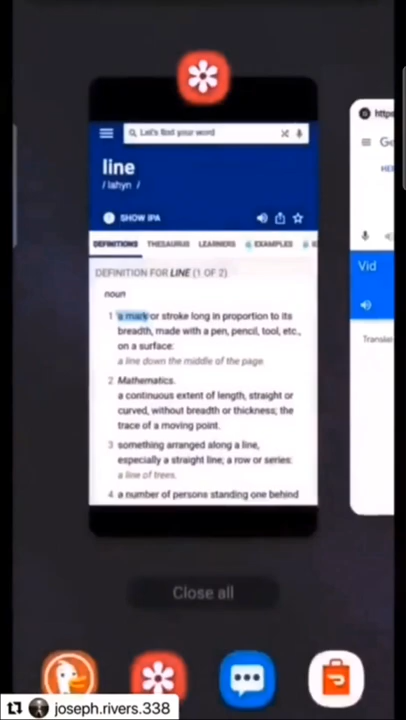 Let's find your word
line
/ lahyn /
SHOW IPA
DEFINITIONS THESAURUS LEARNERS EXAMPLES
DEFINITION FOR LINE (1 OF 2)
noun
1 a mark or stroke long in proportion to its
breadth, made with a pen, pencil, tool, etc.,
on a surface:
a line down the middle of the page.
2 Mathematics.
a continuous extent of length, straight or
curved, without breadth or thickness; the
trace of a moving point.
3 something arranged along a line,
especially a straight line; a row or series:
a line of trees.
4 a number of persons standing one behind
https
Go
HE
Vid
Translat
Close all
joseph.rivers.338